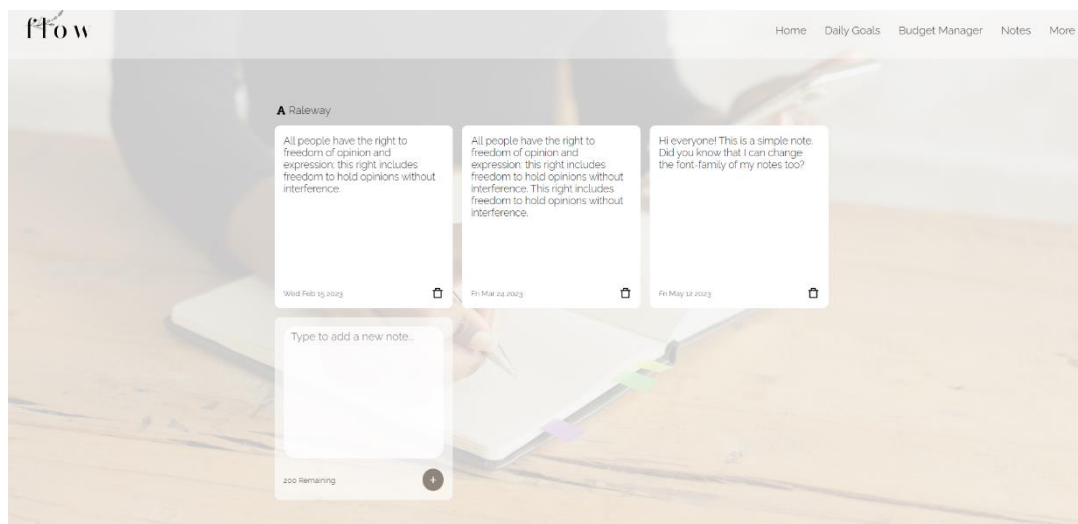 flow
Home Daily Goals Budget Manager Notes More
A Raleway
All people have the right to
freedom of opinion and
expression; this right includes
freedom to hold opinions without
interference.
Wed Feb 15 2023
All people have the right to
freedom of opinion and
expression; this right includes
freedom to hold opinions without
interference. This right includes
freedom to hold opinions without
interference.
Fri Mar 24 2023
Hi everyone! This is a simple note.
Did you know that I can change
the font-family of my notes too?
Fri May 12 2023
Type to add a new note...
200 Remaining
+